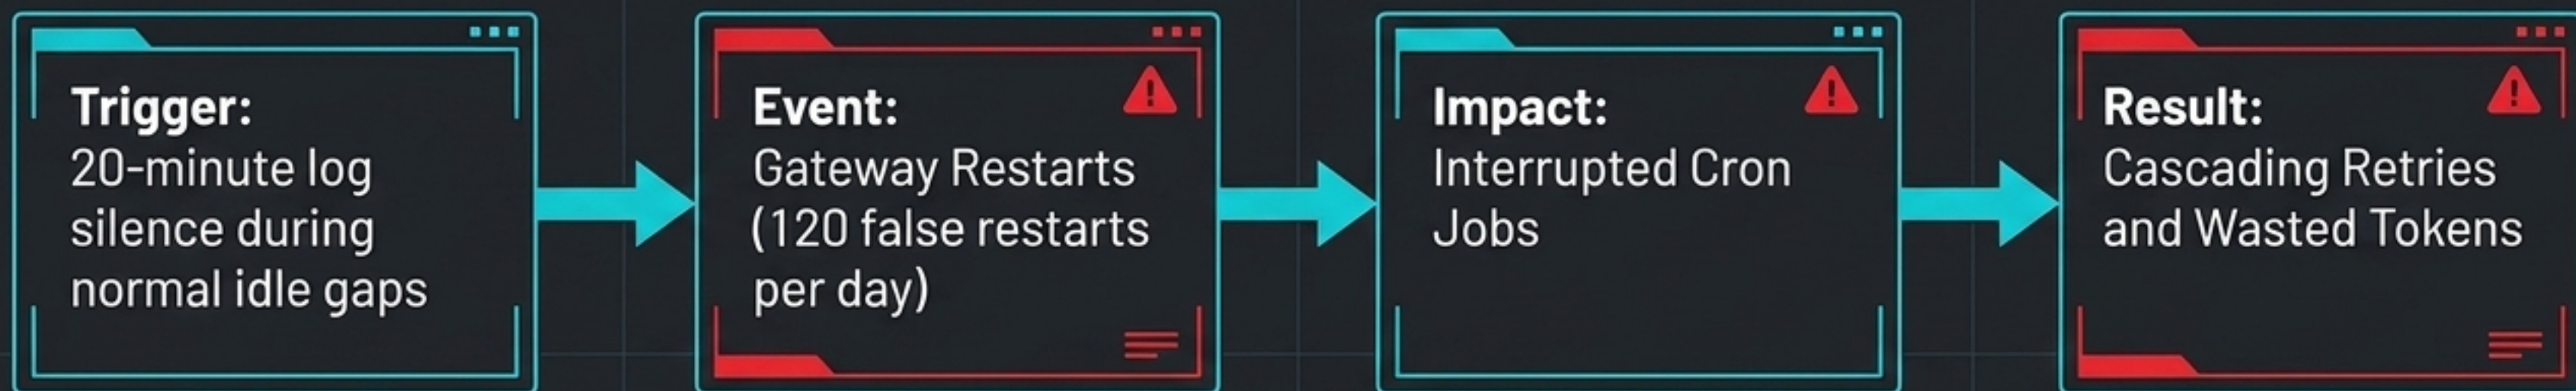 Trigger:
20-minute log
silence during
normal idle gaps
Event:
Gateway Restarts
(120 false restarts
per day)
Impact:
Interrupted Cron
Jobs
Result:
Cascading Retries
and Wasted Tokens